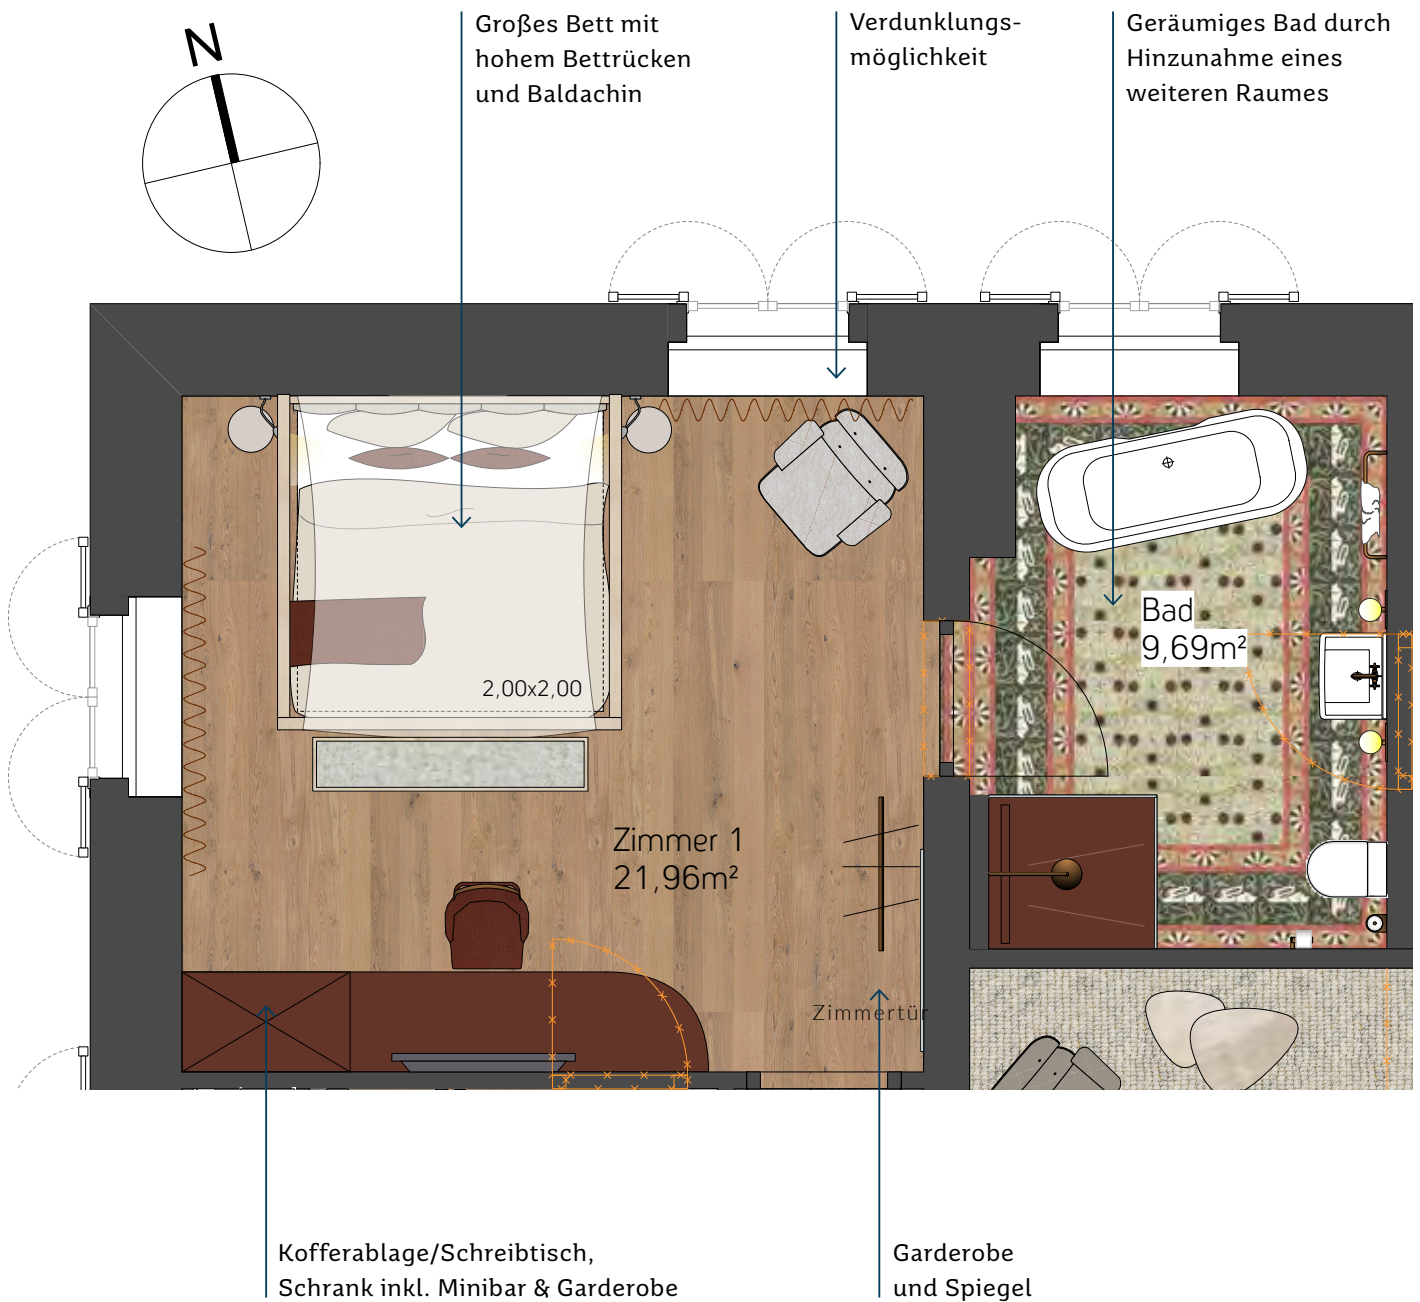 N
Großes Bett mit
hohem Bettrücken
und Baldachin
Verdunklungs-
möglichkeit
Geräumiges Bad durch
Hinzunahme eines
weiteren Raumes
Bad
9,69m²
2,00x2,00
Zimmer 1
21,96m²
Zimmertür
Kofferablage/Schreibtisch,
Schrank inkl. Minibar & Garderobe
Garderobe
und Spiegel